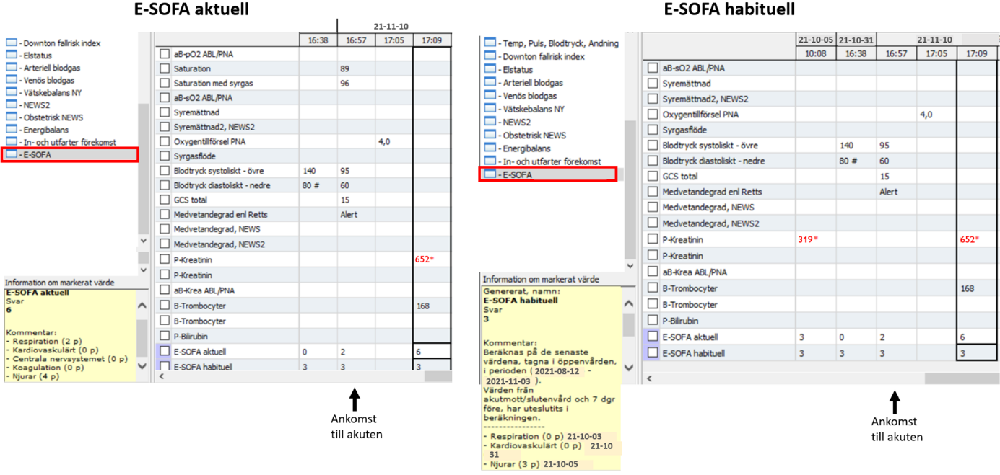 E-SOFA aktuell
- Downton fallrisk index
- Elstatus
- Arteriell blodgas
- Venös blodgas
- Vätskebalans NY
- NEWS2
- Obstetrisk NEWS
- Energibalans
- In- och utfarter förekomst
- E-SOFA
21-11-10
16:38 16:57 17:05 17:09
aB-pO2 ABL/PNA
Saturation 89
Saturation med syrgas 96
aB-sO2 ABL/PNA
Syremättnad
Syremättnad2, NEWS2
Oxygentillförsel PNA 4,0
Syrgasflöde
Blodtryck systoliskt - övre 140 95
Blodtryck diastoliskt - nedre 80 # 60
GCS total 15
Medvetandegrad enl Retts Alert
Medvetandegrad, NEWS
Medvetandegrad, NEWS2
P-Kreatinin 652*
P-Kreatinin
aB-Krea ABL/PNA
B-Trombocyter 168
B-Trombocyter
P-Bilirubin
E-SOFA aktuell 0 2 6
E-SOFA habituell 3 3 3
Information om markerat värde
E-SOFA aktuell
Svar
6
Kommentar:
- Respiration (2 p)
- Kardiovaskulärt (0 p)
- Centrala nervsystemet (0 p)
- Koagulation (0 p)
- Njurar (4 p)
Ankomst
till akuten
E-SOFA habituell
- Temp, Puls, Blodtryck, Andning
- Downton fallrisk index
- Elstatus
- Arteriell blodgas
- Venös blodgas
- Vätskebalans NY
- NEWS2
- Obstetrisk NEWS
- Energibalans
- In- och utfarter förekomst
- E-SOFA
21-10-05 21-10-31 21-11-10
10:08 16:38 16:57 17:05 17:09
aB-sO2 ABL/PNA
Syremättnad
Syremättnad2, NEWS2
Oxygentillförsel PNA 4,0
Syrgasflöde
Blodtryck systoliskt - övre 140 95
Blodtryck diastoliskt - nedre 80 # 60
GCS total 15
Medvetandegrad enl Retts Alert
Medvetandegrad, NEWS
Medvetandegrad, NEWS2
P-Kreatinin 319* 652*
P-Kreatinin
aB-Krea ABL/PNA
B-Trombocyter 168
B-Trombocyter
P-Bilirubin
E-SOFA aktuell 3 0 2 6
E-SOFA habituell 3 3 3 3
Information om markerat värde
Genererat, namn:
E-SOFA habituell
Svar
3
Kommentar:
Beräknas på de senaste
värdena, tagna i öppenvården,
i perioden (2021-08-12 -
2021-11-03 ).
Värden från
akutmott/slutenvård och 7 dgr
före, har uteslutits i
beräkningen.
----------------
- Respiration (0 p) 21-10-03
- Kardiovaskulärt (0 p) 21-10
31
- Njurar (3 p) 21-10-05
Ankomst
till akuten